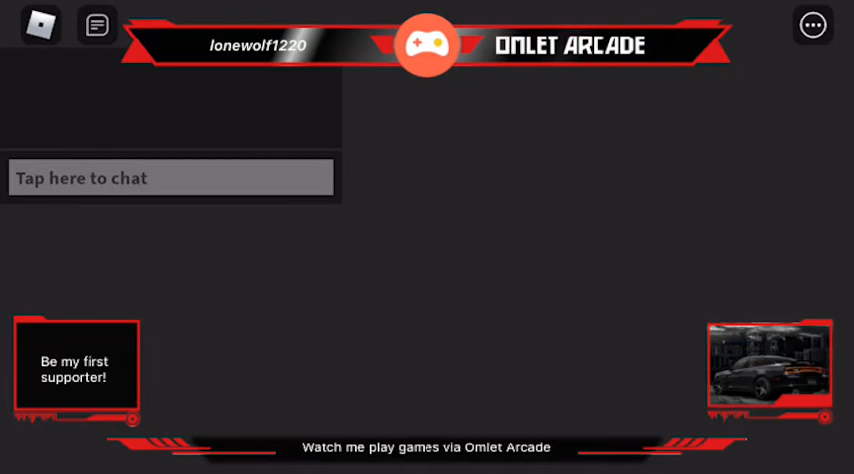 lonewolf1220
OMLET ARCADE
Tap here to chat
Be my first
supporter!
Watch me play games via Omlet Arcade